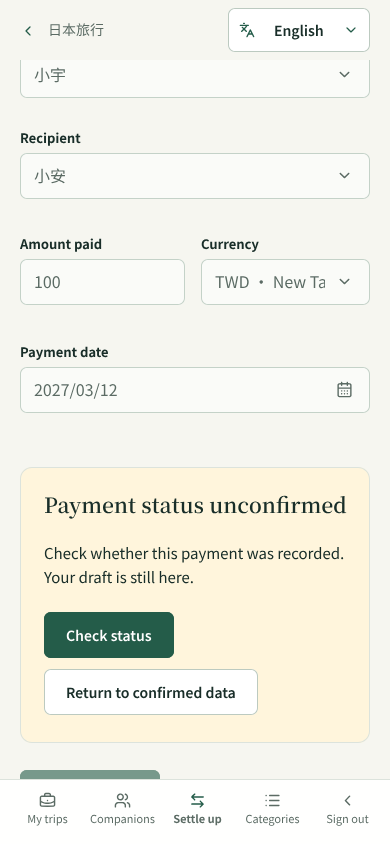 日本旅行
English
小宇
Recipient
小安
Amount paid
Currency
100
TWD • New Ta
Payment date
2027/03/12
Payment status unconfirmed
Check whether this payment was recorded.
Your draft is still here.
Check status
Return to confirmed data
My trips
Companions
Settle up
Categories
Sign out